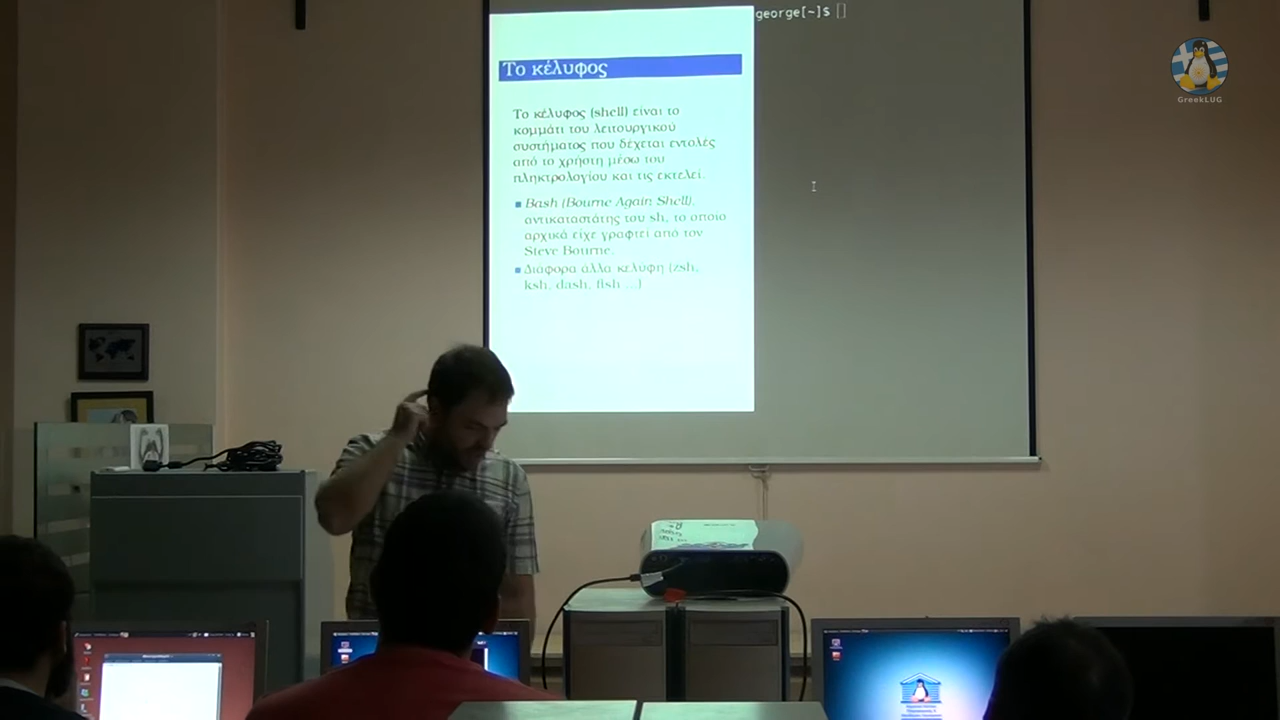 george[~]$
GreekLUG
Το κέλυφος
Το κέλυφος (shell) είναι το
κομμάτι του λειτουργικού
συστήματος που δέχεται εντολές
από το χρήστη μέσω του
πληκτρολογίου και τις εκτελεί.
Bash (Bourne Again Shell),
αντικαταστάτης του sh, το οποίο
αρχικά είχε γραφτεί από τον
Steve Bourne.
Διάφορα άλλα κελύφη (zsh,
ksh, dash, fish ...)